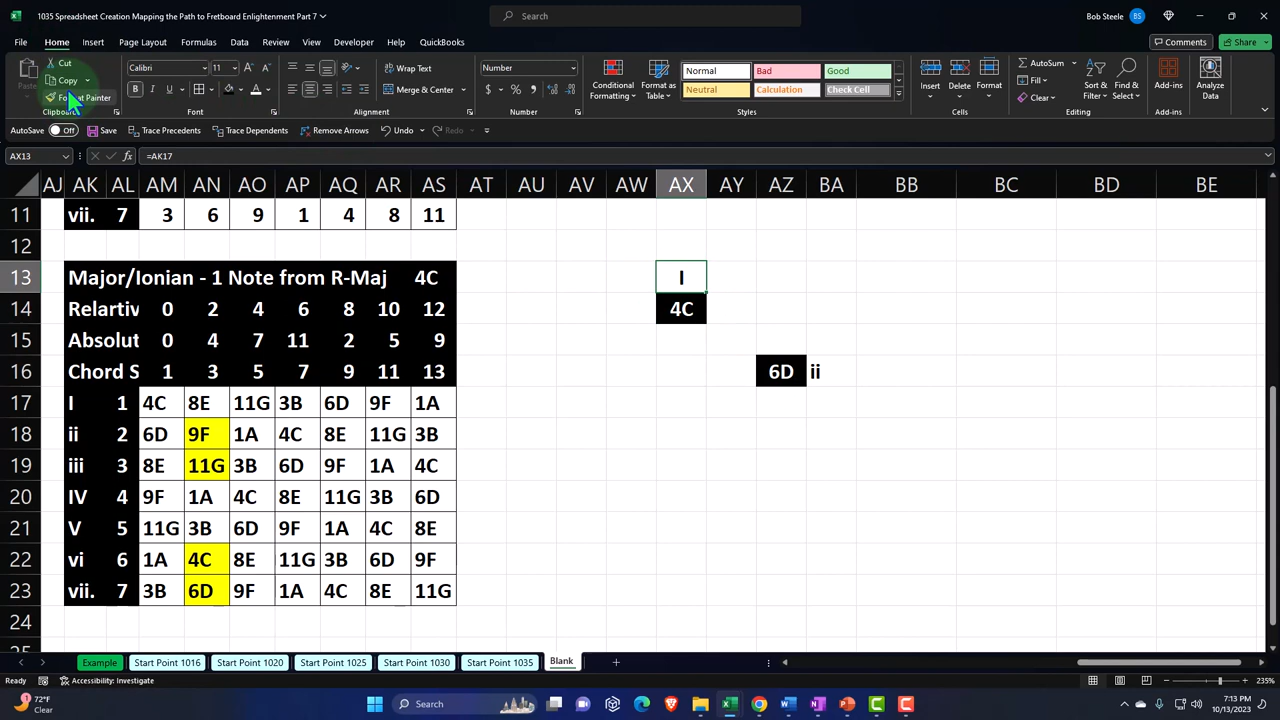 1035 Spreadsheet Creation Mapping the Path to Fretboard Enlightenment Part 7
Search
Bob Steele BS
File Home Insert Page Layout Formulas Data Review View Developer Help QuickBooks
Comments Share
Paste Cut Copy Format Painter
Calibri 11 B I U
Wrap Text Merge & Center
Number
Conditional Formatting Format as Table
Normal Bad Good
Neutral Calculation Check Cell
Insert Delete Format
AutoSum Fill Clear
Sort & Filter Find & Select
Add-ins Analyze Data
Clipboard Font Alignment Number Styles Cells Editing Add-ins
AutoSave Off Save Trace Precedents Trace Dependents Remove Arrows Undo Redo
AX13 =AK17
AJ AK AL AM AN AO AP AQ AR AS AT AU AV AW AX AY AZ BA BB BC BD BE
11 vii. 7 3 6 9 1 4 8 11
12
13 Major/Ionian - 1 Note from R-Maj 4C I
14 Relartiv 0 2 4 6 8 10 12 4C
15 Absolut 0 4 7 11 2 5 9
16 Chord S 1 3 5 7 9 11 13 6D ii
17 I 1 4C 8E 11G 3B 6D 9F 1A
18 ii 2 6D 9F 1A 4C 8E 11G 3B
19 iii 3 8E 11G 3B 6D 9F 1A 4C
20 IV 4 9F 1A 4C 8E 11G 3B 6D
21 V 5 11G 3B 6D 9F 1A 4C 8E
22 vi 6 1A 4C 8E 11G 3B 6D 9F
23 vii. 7 3B 6D 9F 1A 4C 8E 11G
24
25
Example Start Point 1016 Start Point 1020 Start Point 1025 Start Point 1030 Start Point 1035 Blank
Ready Accessibility: Investigate 235%
72°F
Clear
Search
7:13 PM
10/13/2023